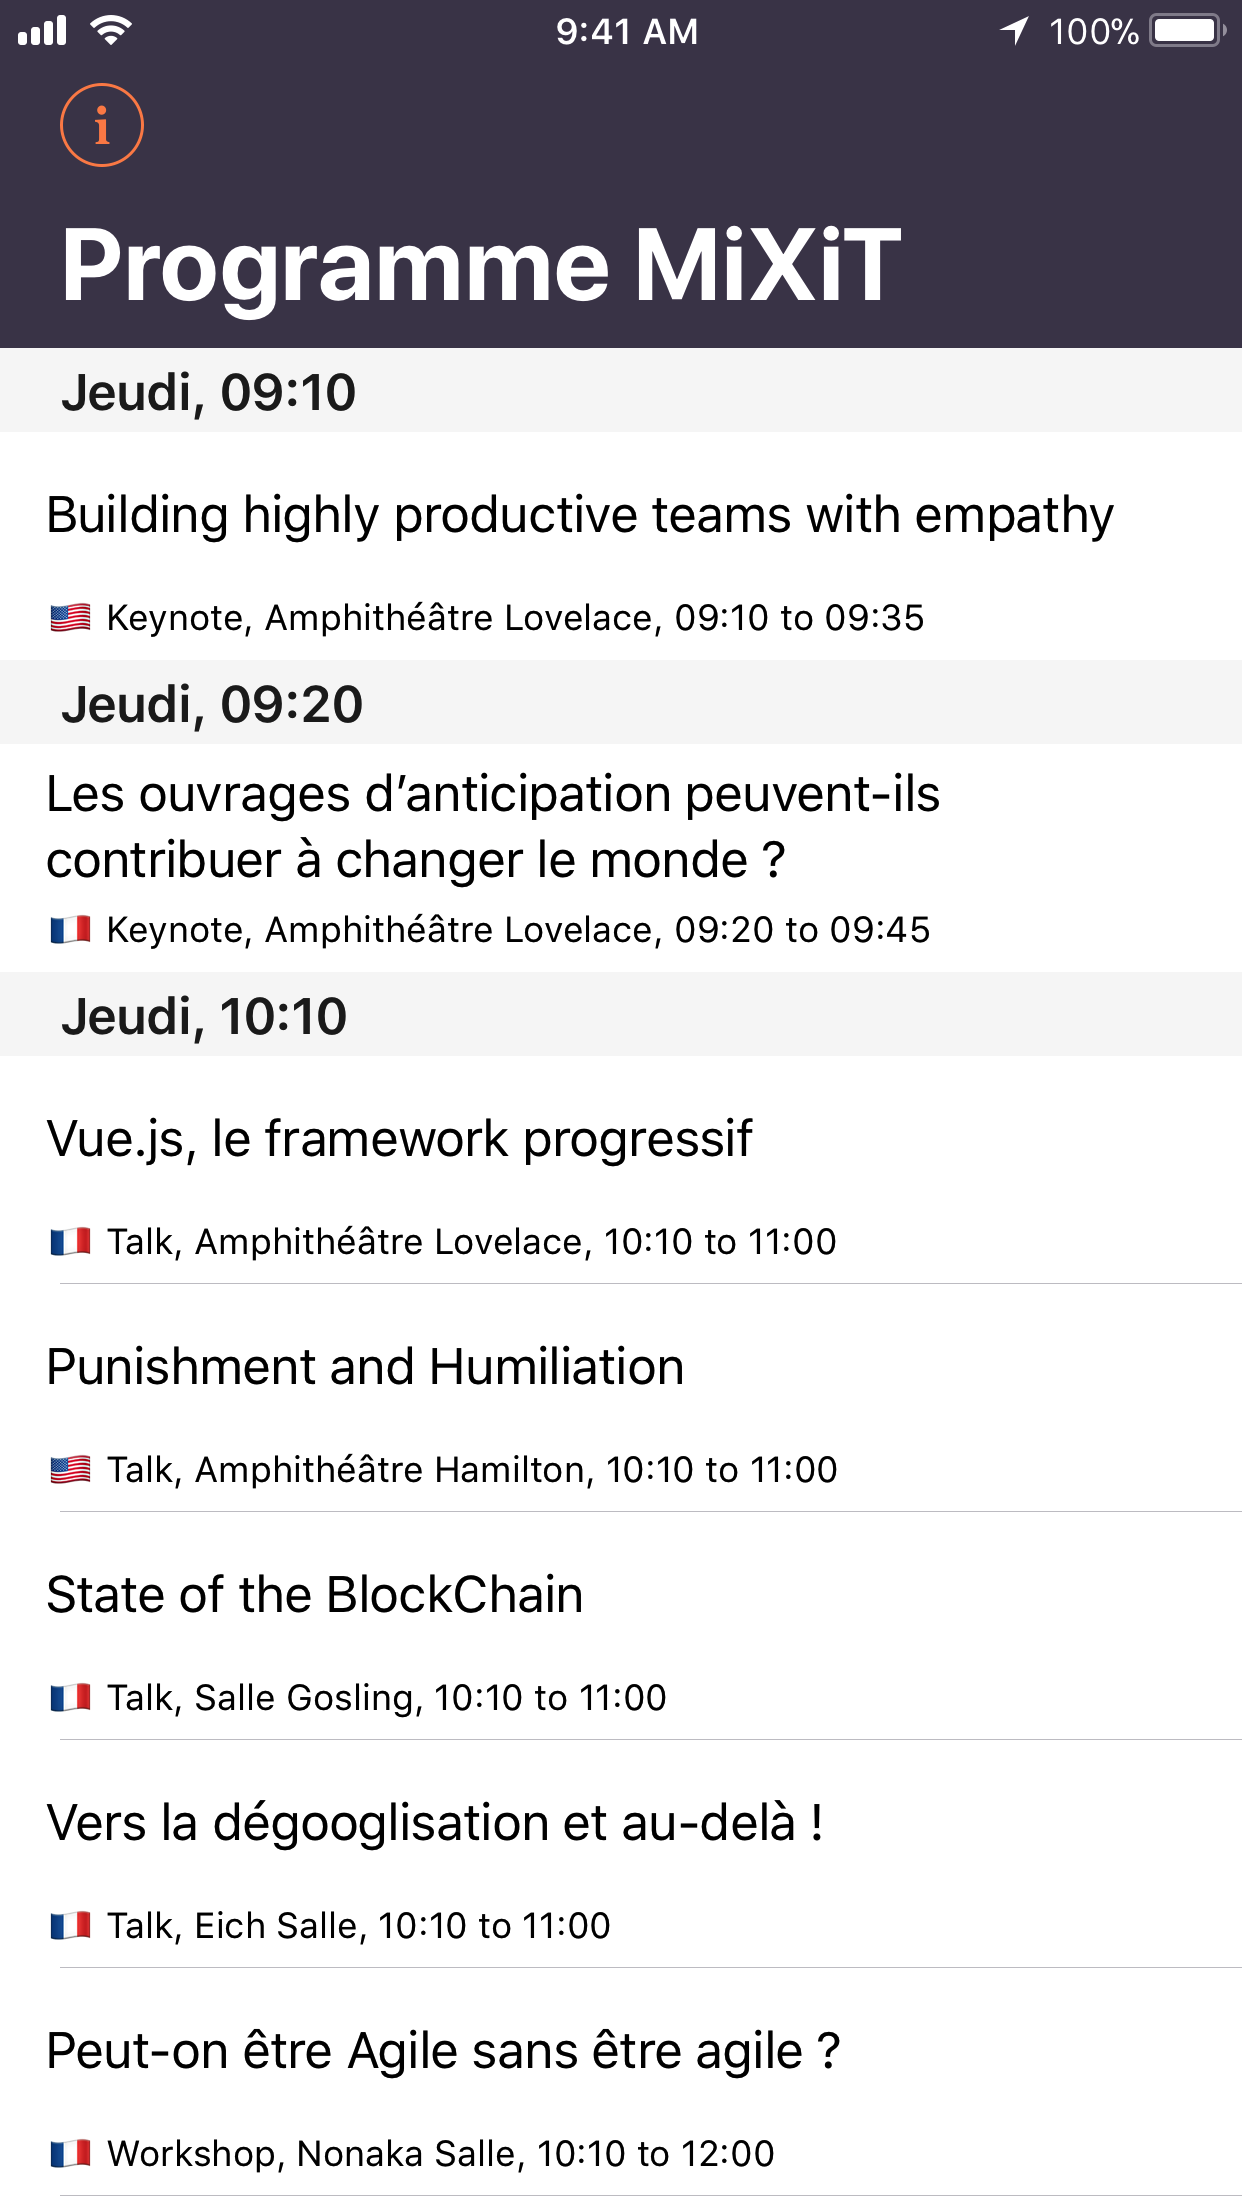 9:41 AM
100%
i
Programme MiXiT
Jeudi, 09:10
Building highly productive teams with empathy
🇺🇸 Keynote, Amphithéâtre Lovelace, 09:10 to 09:35
Jeudi, 09:20
Les ouvrages d’anticipation peuvent-ils
contribuer à changer le monde ?
🇫🇷 Keynote, Amphithéâtre Lovelace, 09:20 to 09:45
Jeudi, 10:10
Vue.js, le framework progressif
🇫🇷 Talk, Amphithéâtre Lovelace, 10:10 to 11:00
Punishment and Humiliation
🇺🇸 Talk, Amphithéâtre Hamilton, 10:10 to 11:00
State of the BlockChain
🇫🇷 Talk, Salle Gosling, 10:10 to 11:00
Vers la dégooglisation et au-delà !
🇫🇷 Talk, Eich Salle, 10:10 to 11:00
Peut-on être Agile sans être agile ?
🇫🇷 Workshop, Nonaka Salle, 10:10 to 12:00